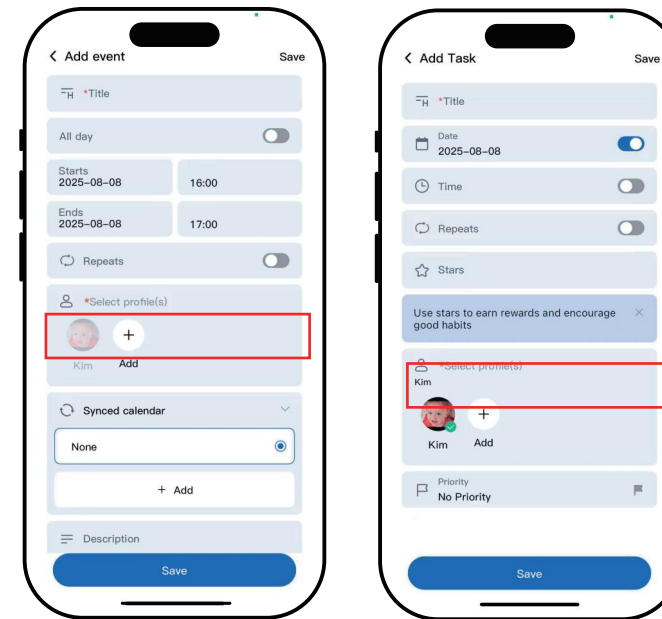 Add event
Save
*Title
All day
Starts
2025-08-08
16:00
Ends
2025-08-08
17:00
Repeats
*Select profile(s)
Kim
Add
Synced calendar
None
+ Add
Description
Save
Add Task
Save
*Title
Date
2025-08-08
Time
Repeats
Stars
Use stars to earn rewards and encourage
good habits
*Select profile(s)
Kim
Kim
Add
Priority
No Priority
Save